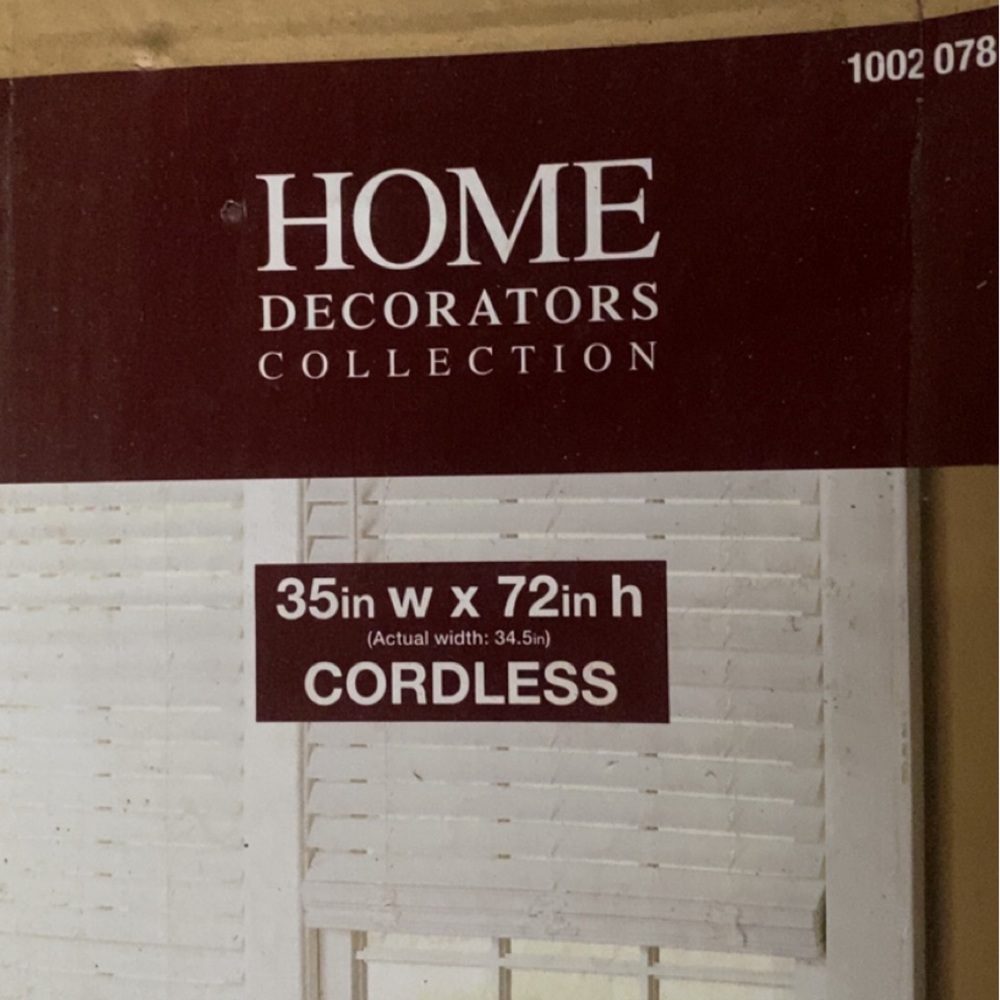 1002 078
HOME
DECORATORS
COLLECTION
35in w x 72in h
(Actual width: 34.5in)
CORDLESS